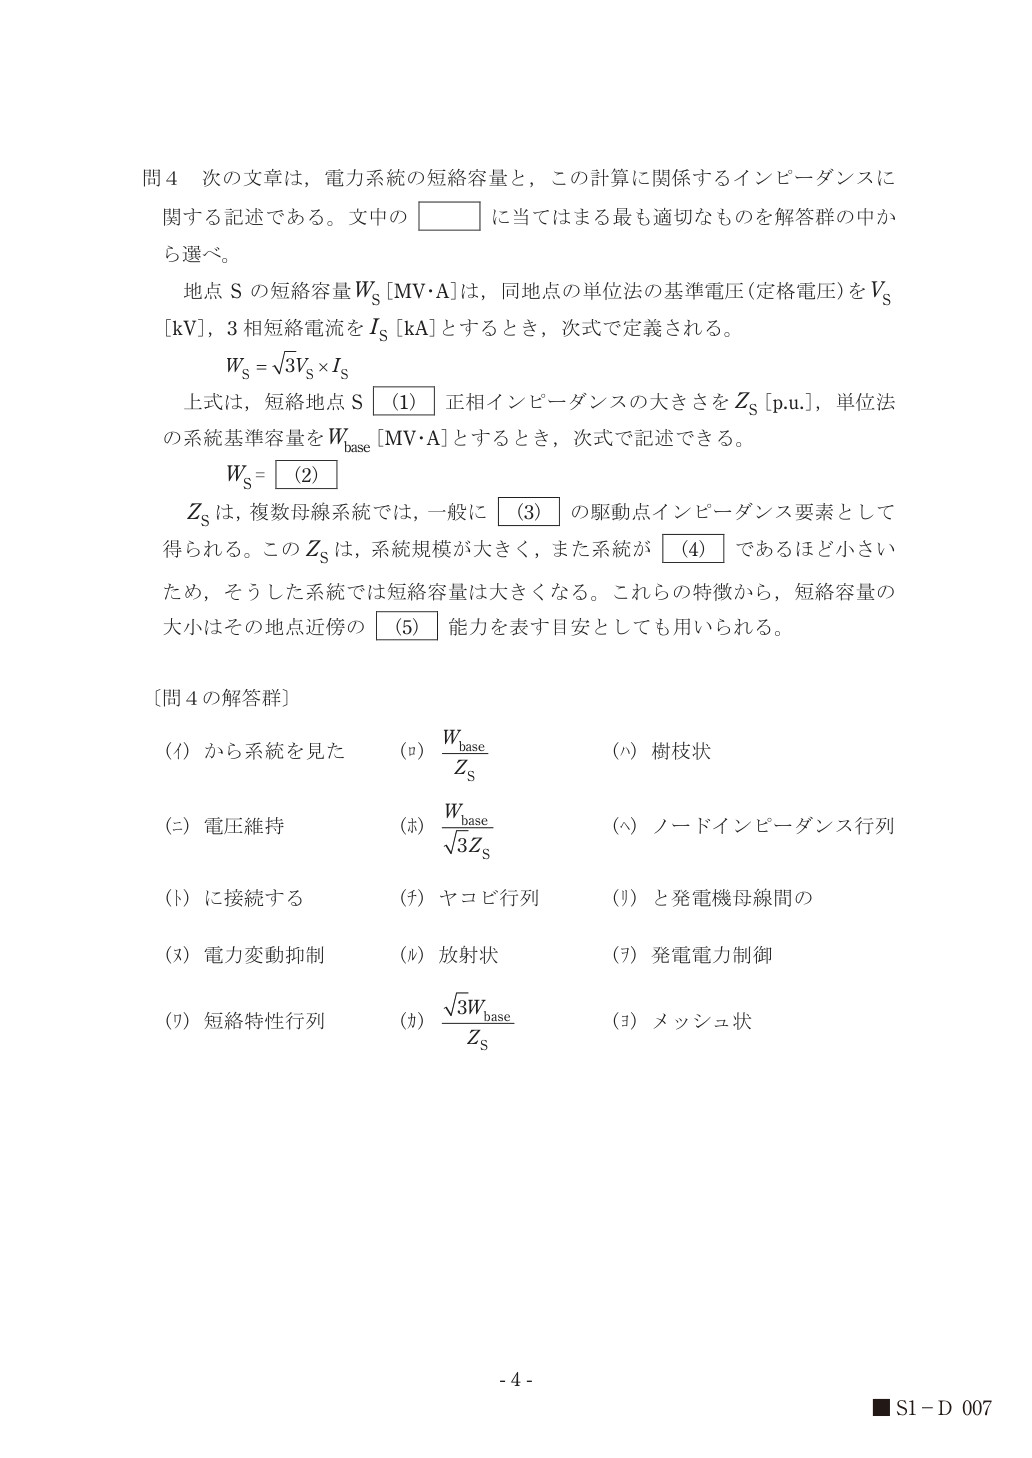 問4 次の文章は，電力系統の短絡容量と，この計算に関係するインピーダンスに
関する記述である。文中の に当てはまる最も適切なものを解答群の中か
ら選べ。
地点 S の短絡容量 W_S [MV·A]は，同地点の単位法の基準電圧(定格電圧)を V_S
[kV]，3 相短絡電流を I_S [kA]とするとき，次式で定義される。
W_S = √3V_S × I_S
上式は，短絡地点 S (1) 正相インピーダンスの大きさを Z_S [p.u.]，単位法
の系統基準容量を W_base [MV·A]とするとき，次式で記述できる。
W_S = (2)
Z_S は，複数母線系統では，一般に (3) の駆動点インピーダンス要素として
得られる。この Z_S は，系統規模が大きく，また系統が (4) であるほど小さい
ため，そうした系統では短絡容量は大きくなる。これらの特徴から，短絡容量の
大小はその地点近傍の (5) 能力を表す目安としても用いられる。
〔問4の解答群〕
(イ) から系統を見た (ロ) W_base/Z_S (ハ) 樹枝状
(ニ) 電圧維持 (ホ) W_base/√3Z_S (ヘ) ノードインピーダンス行列
(ト) に接続する (チ) ヤコビ行列 (リ) と発電機母線間の
(ヌ) 電力変動抑制 (ル) 放射状 (ヲ) 発電電力制御
(ワ) 短絡特性行列 (カ) √3W_base/Z_S (ヨ) メッシュ状
- 4 -
■ S1－D 007